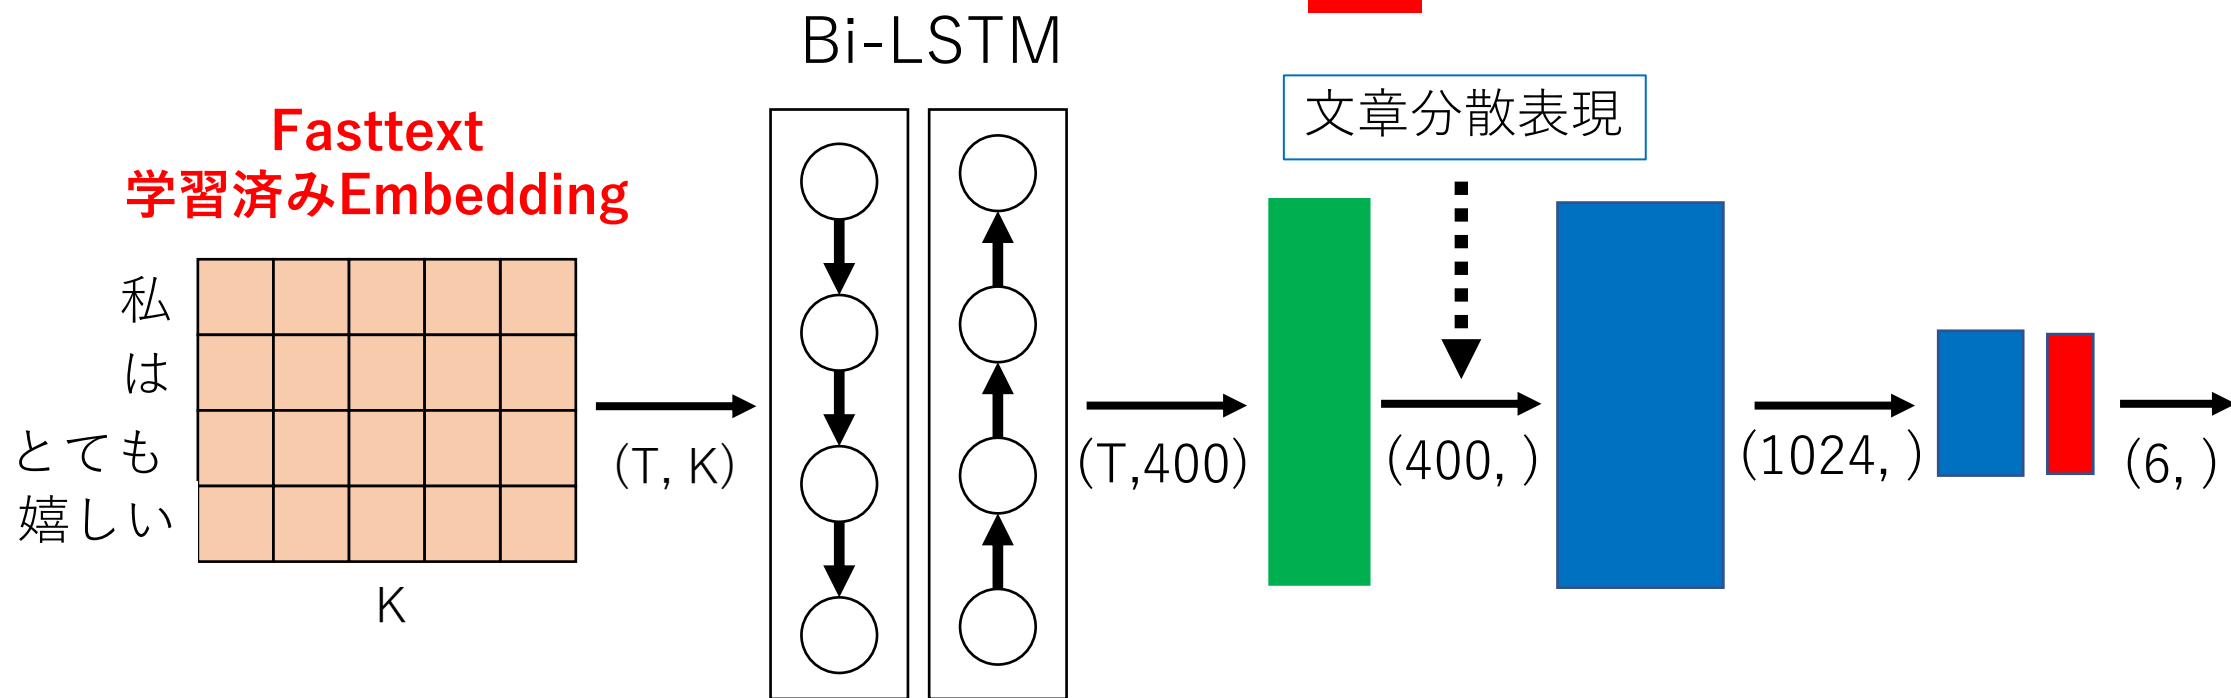 Bi-LSTM
Fasttext
学習済みEmbedding
文章分散表現
私
は
とても
嬉しい
K
(T, K)
(T,400)
(400, )
(1024, )
(6, )